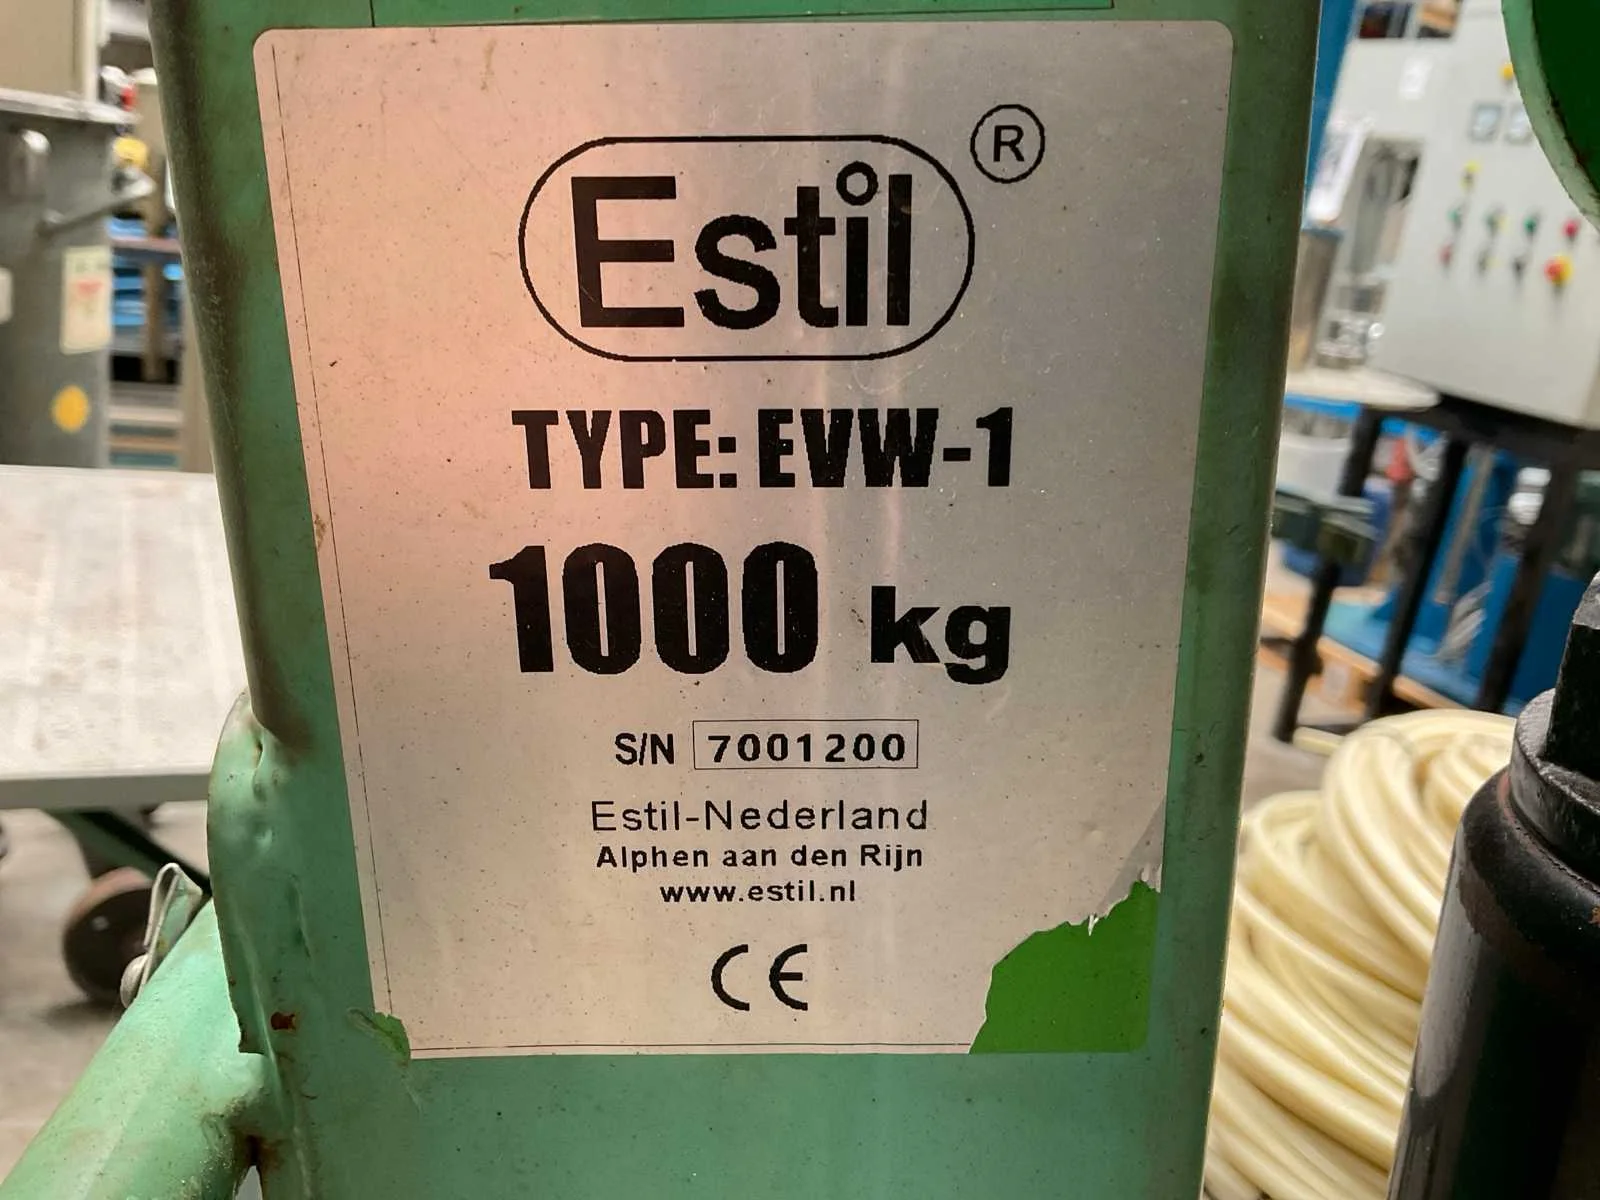 Estil ®
TYPE: EVW-1
1000 kg
S/N 7001200
Estil-Nederland
Alphen aan den Rijn
www.estil.nl
CE